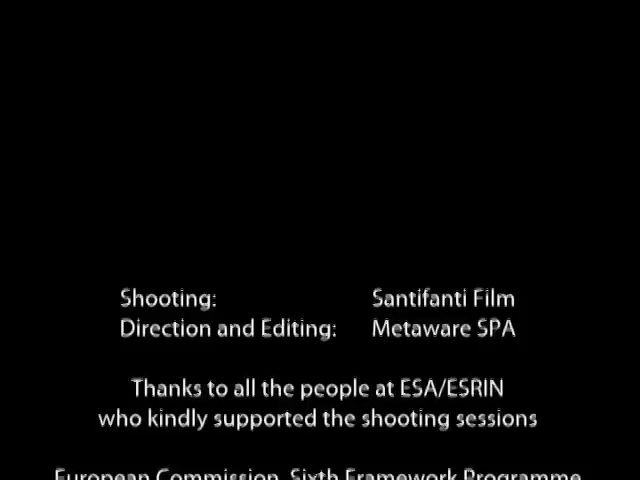 Shooting: Santifanti Film
Direction and Editing: Metaware SPA
Thanks to all the people at ESA/ESRIN
who kindly supported the shooting sessions
European Commission, Sixth Framework Programme